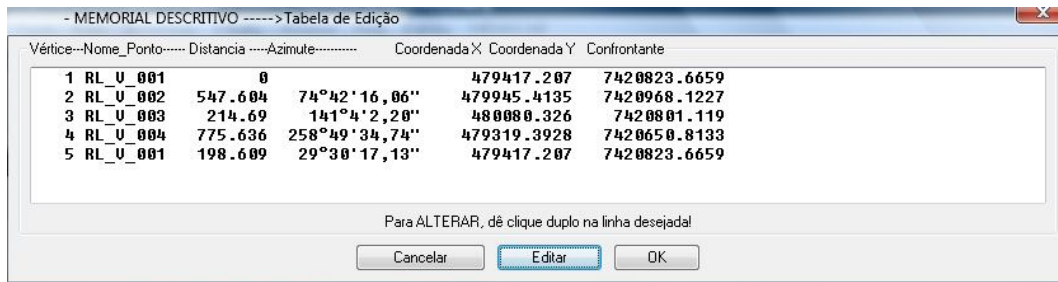 - MEMORIAL DESCRITIVO ----->Tabela de Edição
Vértice---Nome_Ponto------ Distancia -----Azimute----------- Coordenada X Coordenada Y Confrontante
1 RL_V_001 0 479417.207 7420823.6659
2 RL_V_002 547.604 74°42'16,06" 479945.4135 7420968.1227
3 RL_V_003 214.69 141°4'2,20" 480080.326 7420801.119
4 RL_V_004 775.636 258°49'34,74" 479319.3928 7420650.8133
5 RL_V_001 198.609 29°30'17,13" 479417.207 7420823.6659
Para ALTERAR, dê clique duplo na linha desejada!
Cancelar Editar OK